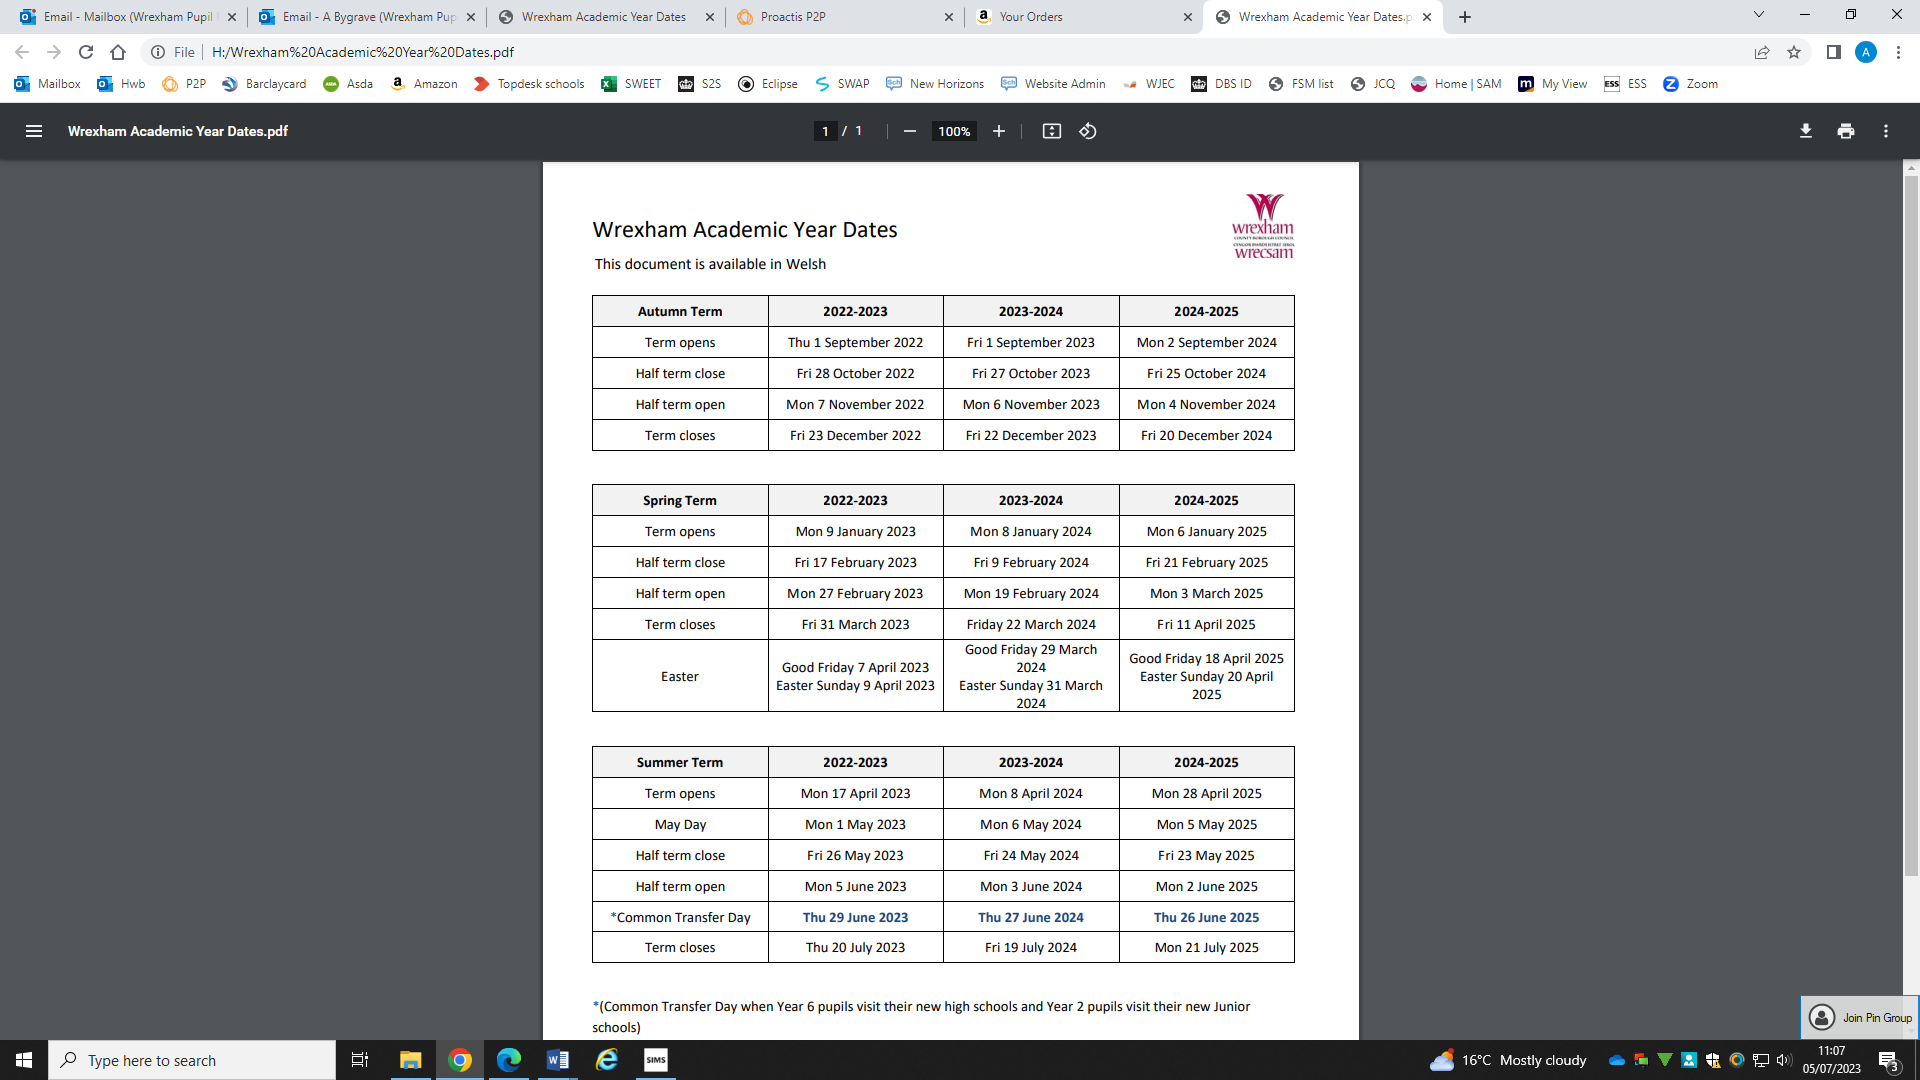 Email - Mailbox (Wrexham Pupil
Email - A Bygrave (Wrexham Pup
Wrexham Academic Year Dates
Proactis P2P
Your Orders
Wrexham Academic Year Dates.p
File H:/Wrexham%20Academic%20Year%20Dates.pdf
A
Mailbox Hwb P2P Barclaycard Asda Amazon Topdesk schools SWEET S2S Eclipse SWAP New Horizons Website Admin WJEC DBS ID FSM list JCQ Home | SAM My View ESS ESS Zoom
Wrexham Academic Year Dates.pdf 1 / 1 100%
wrexham
COUNTY BOROUGH COUNCIL
wrecsam
Wrexham Academic Year Dates
This document is available in Welsh
Autumn Term 2022-2023 2023-2024 2024-2025
Term opens Thu 1 September 2022 Fri 1 September 2023 Mon 2 September 2024
Half term close Fri 28 October 2022 Fri 27 October 2023 Fri 25 October 2024
Half term open Mon 7 November 2022 Mon 6 November 2023 Mon 4 November 2024
Term closes Fri 23 December 2022 Fri 22 December 2023 Fri 20 December 2024
Spring Term 2022-2023 2023-2024 2024-2025
Term opens Mon 9 January 2023 Mon 8 January 2024 Mon 6 January 2025
Half term close Fri 17 February 2023 Fri 9 February 2024 Fri 21 February 2025
Half term open Mon 27 February 2023 Mon 19 February 2024 Mon 3 March 2025
Term closes Fri 31 March 2023 Friday 22 March 2024 Fri 11 April 2025
Easter
Good Friday 7 April 2023
Easter Sunday 9 April 2023
Good Friday 29 March
2024
Easter Sunday 31 March
2024
Good Friday 18 April 2025
Easter Sunday 20 April
2025
Summer Term 2022-2023 2023-2024 2024-2025
Term opens Mon 17 April 2023 Mon 8 April 2024 Mon 28 April 2025
May Day Mon 1 May 2023 Mon 6 May 2024 Mon 5 May 2025
Half term close Fri 26 May 2023 Fri 24 May 2024 Fri 23 May 2025
Half term open Mon 5 June 2023 Mon 3 June 2024 Mon 2 June 2025
*Common Transfer Day Thu 29 June 2023 Thu 27 June 2024 Thu 26 June 2025
Term closes Thu 20 July 2023 Fri 19 July 2024 Mon 21 July 2025
*(Common Transfer Day when Year 6 pupils visit their new high schools and Year 2 pupils visit their new Junior
schools)
Join Pin Group
Type here to search
SIMS
16°C Mostly cloudy
11:07
05/07/2023
3